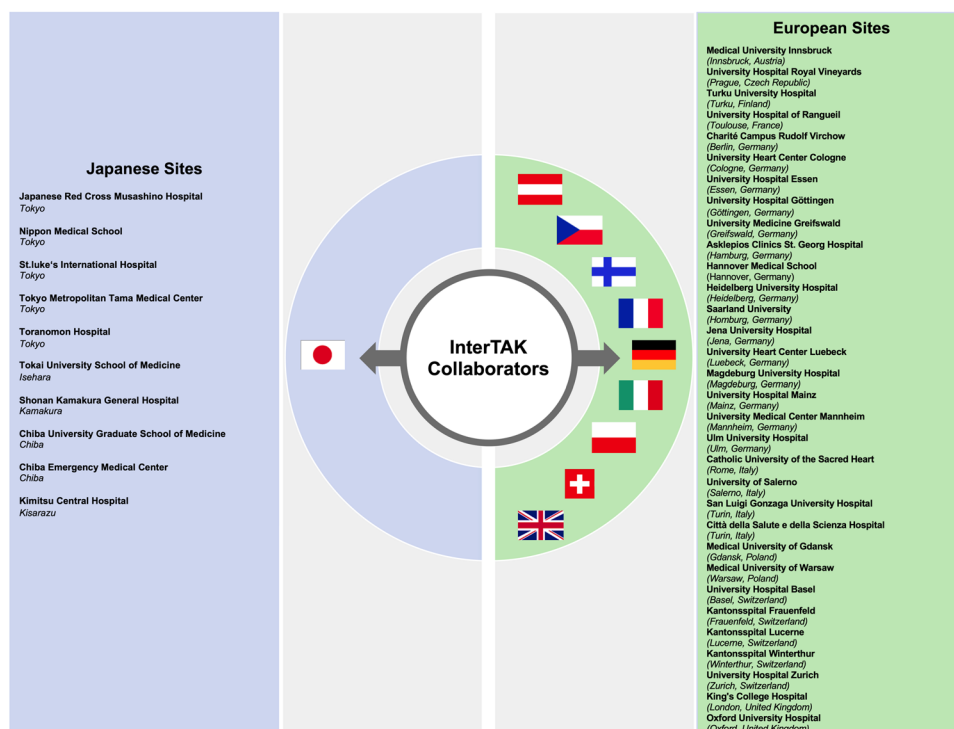 Japanese Sites
Japanese Red Cross Musashino Hospital
Tokyo
Nippon Medical School
Tokyo
St.luke's International Hospital
Tokyo
Tokyo Metropolitan Tama Medical Center
Tokyo
Toranomon Hospital
Tokyo
Tokai University School of Medicine
Isehara
Shonan Kamakura General Hospital
Kamakura
Chiba University Graduate School of Medicine
Chiba
Chiba Emergency Medical Center
Chiba
Kimitsu Central Hospital
Kisarazu
InterTAK
Collaborators
European Sites
Medical University Innsbruck
(Innsbruck, Austria)
University Hospital Royal Vineyards
(Prague, Czech Republic)
Turku University Hospital
(Turku, Finland)
University Hospital of Rangueil
(Toulouse, France)
Charité Campus Rudolf Virchow
(Berlin, Germany)
University Heart Center Cologne
(Cologne, Germany)
University Hospital Essen
(Essen, Germany)
University Hospital Göttingen
(Göttingen, Germany)
University Medicine Greifswald
(Greifswald, Germany)
Asklepios Clinics St. Georg Hospital
(Hamburg, Germany)
Hannover Medical School
(Hannover, Germany)
Heidelberg University Hospital
(Heidelberg, Germany)
Saarland University
(Homburg, Germany)
Jena University Hospital
(Jena, Germany)
University Heart Center Luebeck
(Luebeck, Germany)
Magdeburg University Hospital
(Magdeburg, Germany)
University Hospital Mainz
(Mainz, Germany)
University Medical Center Mannheim
(Mannheim, Germany)
Ulm University Hospital
(Ulm, Germany)
Catholic University of the Sacred Heart
(Rome, Italy)
University of Salerno
(Salerno, Italy)
San Luigi Gonzaga University Hospital
(Turin, Italy)
Città della Salute e della Scienza Hospital
(Turin, Italy)
Medical University of Gdansk
(Gdansk, Poland)
Medical University of Warsaw
(Warsaw, Poland)
University Hospital Basel
(Basel, Switzerland)
Kantonsspital Frauenfeld
(Frauenfeld, Switzerland)
Kantonsspital Lucerne
(Lucerne, Switzerland)
Kantonsspital Winterthur
(Winterthur, Switzerland)
University Hospital Zurich
(Zurich, Switzerland)
King's College Hospital
(London, United Kingdom)
Oxford University Hospital
(Oxford, United Kingdom)